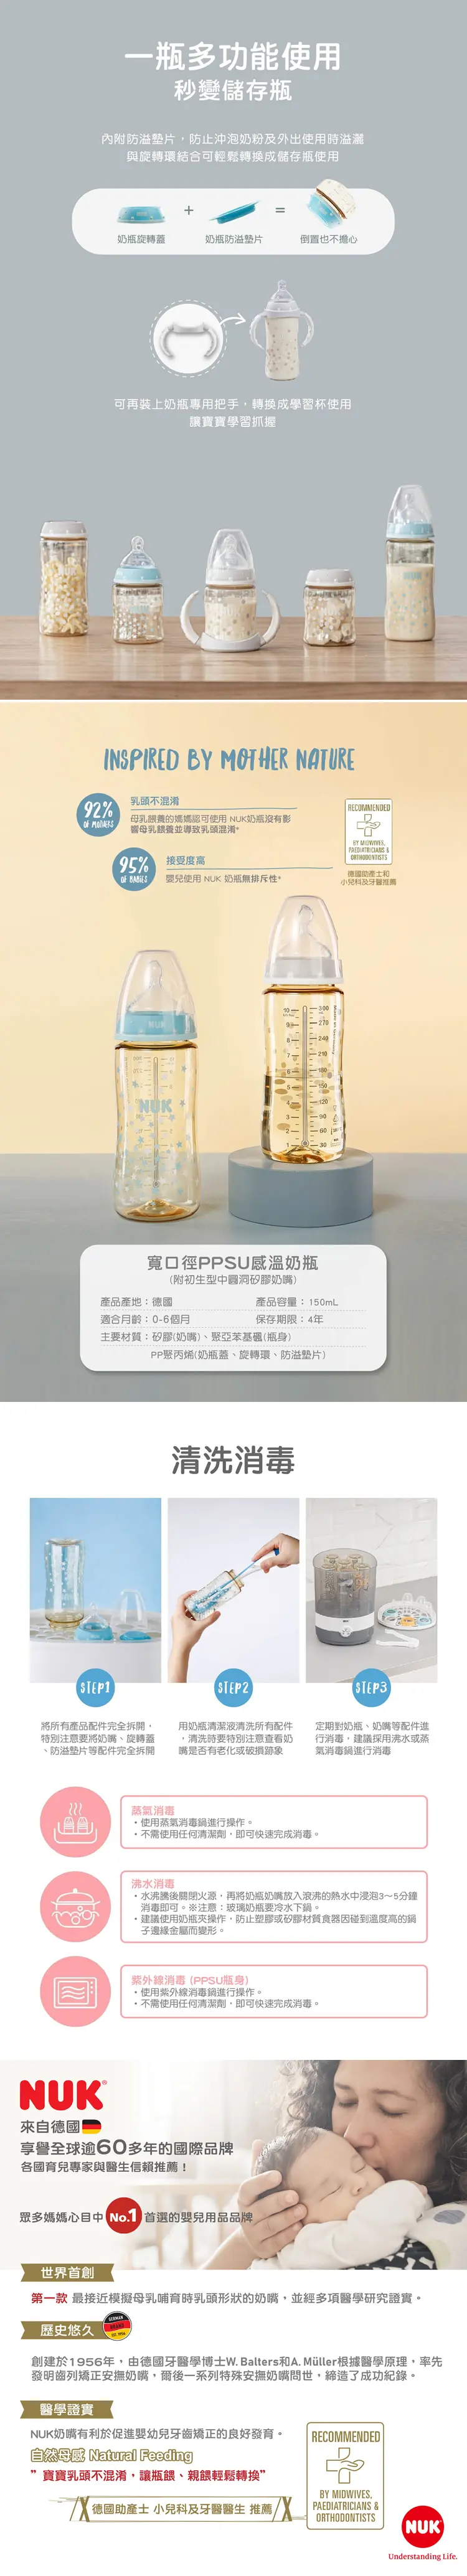 一瓶多功能使用
秒變儲存瓶
內附防溢墊片，防止沖泡奶粉及外出使用時溢灑
與旋轉環結合可輕鬆轉換成儲存瓶使用
奶瓶旋轉蓋 + 奶瓶防溢墊片 = 倒置也不擔心
可再裝上奶瓶專用把手，轉換成學習杯使用
讓寶寶學習抓握
INSPIRED BY MOTHER NATURE
92%
OF MOTHERS
乳頭不混淆
母乳餵養的媽媽認可使用 NUK奶瓶沒有影
響母乳餵養並導致乳頭混淆*
95%
OF BABIES
接受度高
嬰兒使用 NUK 奶瓶無排斥性*
RECOMMENDED
BY MIDWIVES,
PAEDIATRICIANS &
ORTHODONTISTS
德國助產士和
小兒科及牙醫推薦
NUK
NUK
10
300
9
270
8
240
7
210
6
180
5
150
4
120
3
90
2
60
1
30
寬口徑PPSU感溫奶瓶
(附初生型中圓洞矽膠奶嘴)
產品產地：德國
產品容量：150mL
適合月齡：0-6個月
保存期限：4年
主要材質：矽膠(奶嘴)、聚亞苯基碸(瓶身)
PP聚丙烯(奶瓶蓋、旋轉環、防溢墊片)
清洗消毒
STEP1
STEP2
STEP3
將所有產品配件完全拆開，
特別注意要將奶嘴、旋轉蓋
、防溢墊片等配件完全拆開
用奶瓶清潔液清洗所有配件
，清洗時要特別注意查看奶
嘴是否有老化或破損跡象
定期對奶瓶、奶嘴等配件進
行消毒，建議採用沸水或蒸
氣消毒鍋進行消毒
蒸氣消毒
・使用蒸氣消毒鍋進行操作。
・不需使用任何清潔劑，即可快速完成消毒。
沸水消毒
・水沸騰後關閉火源，再將奶瓶奶嘴放入滾沸的熱水中浸泡3～5分鐘
消毒即可。※注意：玻璃奶瓶要冷水下鍋。
・建議使用奶瓶夾操作，防止塑膠或矽膠材質食器因碰到溫度高的鍋
子邊緣金屬而變形。
紫外線消毒 (PPSU瓶身)
・使用紫外線消毒鍋進行操作。
・不需使用任何清潔劑，即可快速完成消毒。
NUK®
來自德國
享譽全球逾60多年的國際品牌
各國育兒專家與醫生信賴推薦！
眾多媽媽心目中 No.1 首選的嬰兒用品品牌
世界首創
第一款 最接近模擬母乳哺育時乳頭形狀的奶嘴，並經多項醫學研究證實。
歷史悠久
GERMAN
BRAND
創建於1956年，由德國牙醫學博士W. Balters和A. Müller根據醫學原理，率先
發明齒列矯正安撫奶嘴，爾後一系列特殊安撫奶嘴問世，締造了成功紀錄。
醫學證實
NUK奶嘴有利於促進嬰幼兒牙齒矯正的良好發育。
自然母感 Natural Feeding
”寶寶乳頭不混淆，讓瓶餵、親餵輕鬆轉換”
德國助產士 小兒科及牙醫醫生 推薦
RECOMMENDED
BY MIDWIVES,
PAEDIATRICIANS &
ORTHODONTISTS
NUK
Understanding Life.